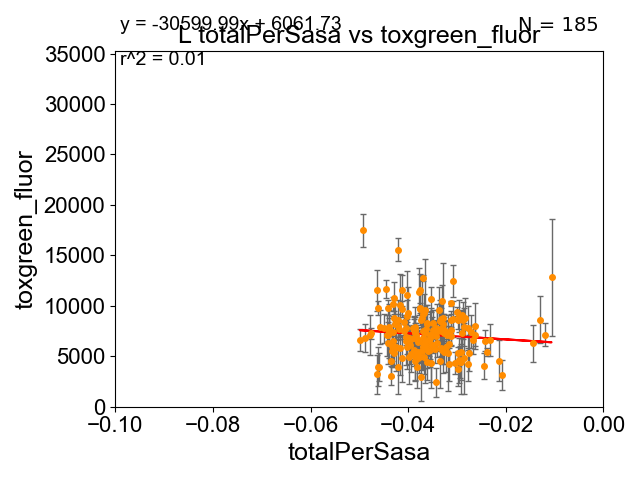 y = -30599.99x + 6061.73
N = 185
L totalPerSasa vs toxgreen_fluor
r^2 = 0.01
35000
30000
25000
20000
15000
10000
5000
0
toxgreen_fluor
−0.10
−0.08
−0.06
−0.04
−0.02
0.00
totalPerSasa